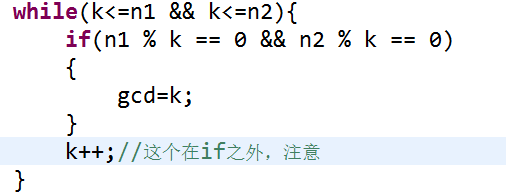 while(k<=n1 && k<=n2){
if(n1 % k == 0 && n2 % k == 0)
{
gcd=k;
}
k++;//这个在if之外，注意
}